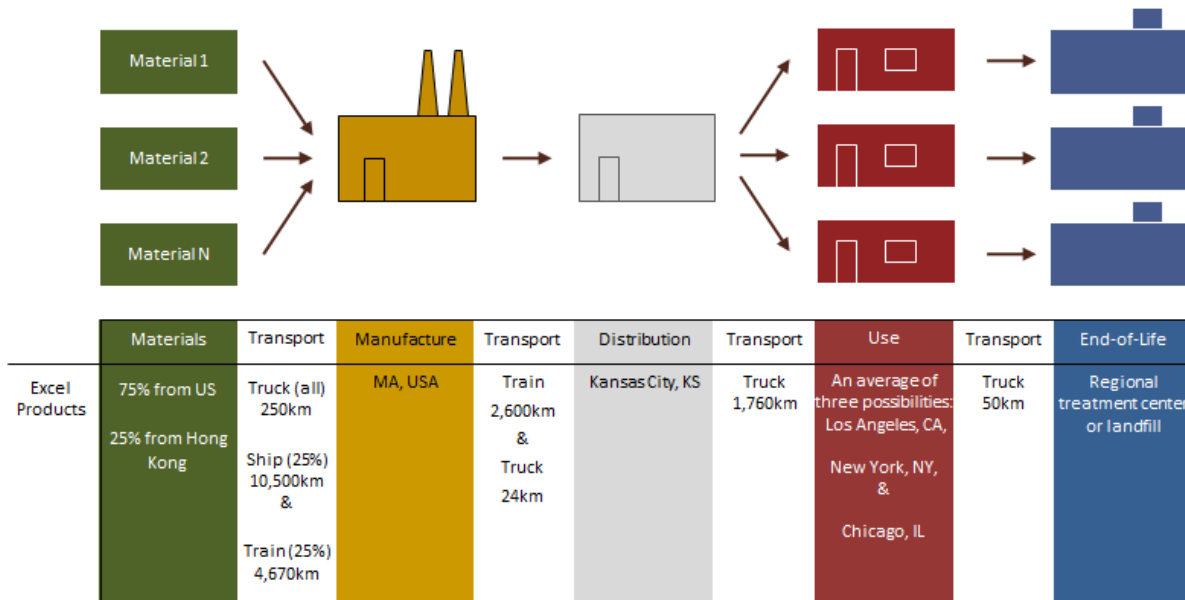 Material 1
Material 2
Material N
Materials
Transport
Manufacture
Transport
Distribution
Transport
Use
Transport
End-of-Life
Excel
Products
75% from US
25% from Hong
Kong
Truck (all)
250km
Ship (25%)
10,500km
&
Train (25%)
4,670km
MA, USA
Train
2,600km
&
Truck
24km
Kansas City, KS
Truck
1,760km
An average of
three possibilities:
Los Angeles, CA,
New York, NY,
&
Chicago, IL
Truck
50km
Regional
treatment center
or landfill